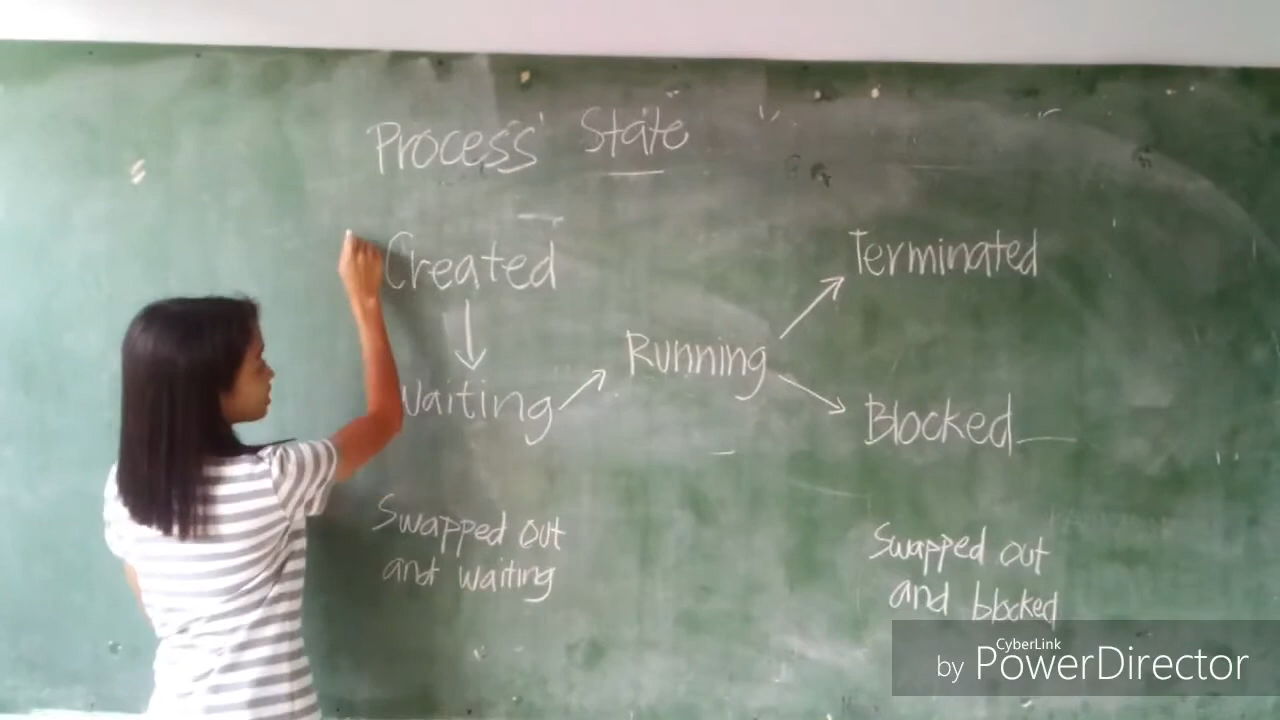 Process' State
Created
Terminated
Running
Waiting
Blocked
Swapped out
and waiting
Swapped out
and blocked
CyberLink
by PowerDirector